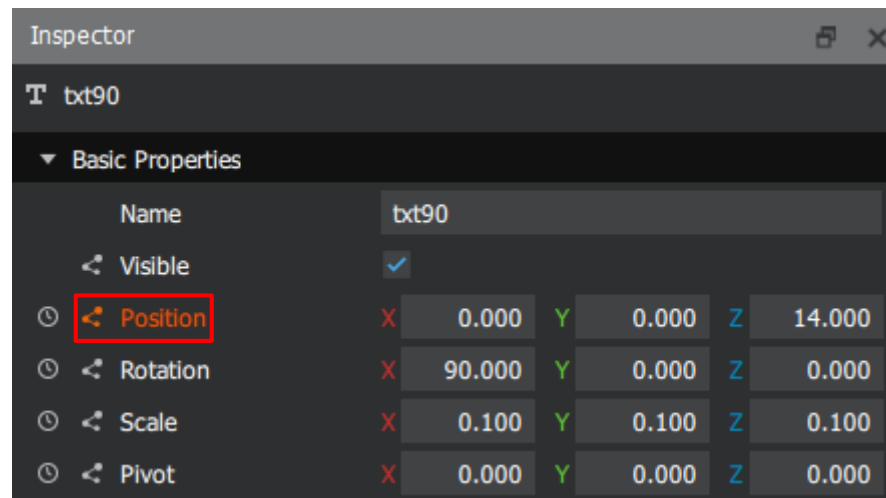 Inspector
T txt90
Basic Properties
Name txt90
Visible
Position X 0.000 Y 0.000 Z 14.000
Rotation X 90.000 Y 0.000 Z 0.000
Scale X 0.100 Y 0.100 Z 0.100
Pivot X 0.000 Y 0.000 Z 0.000